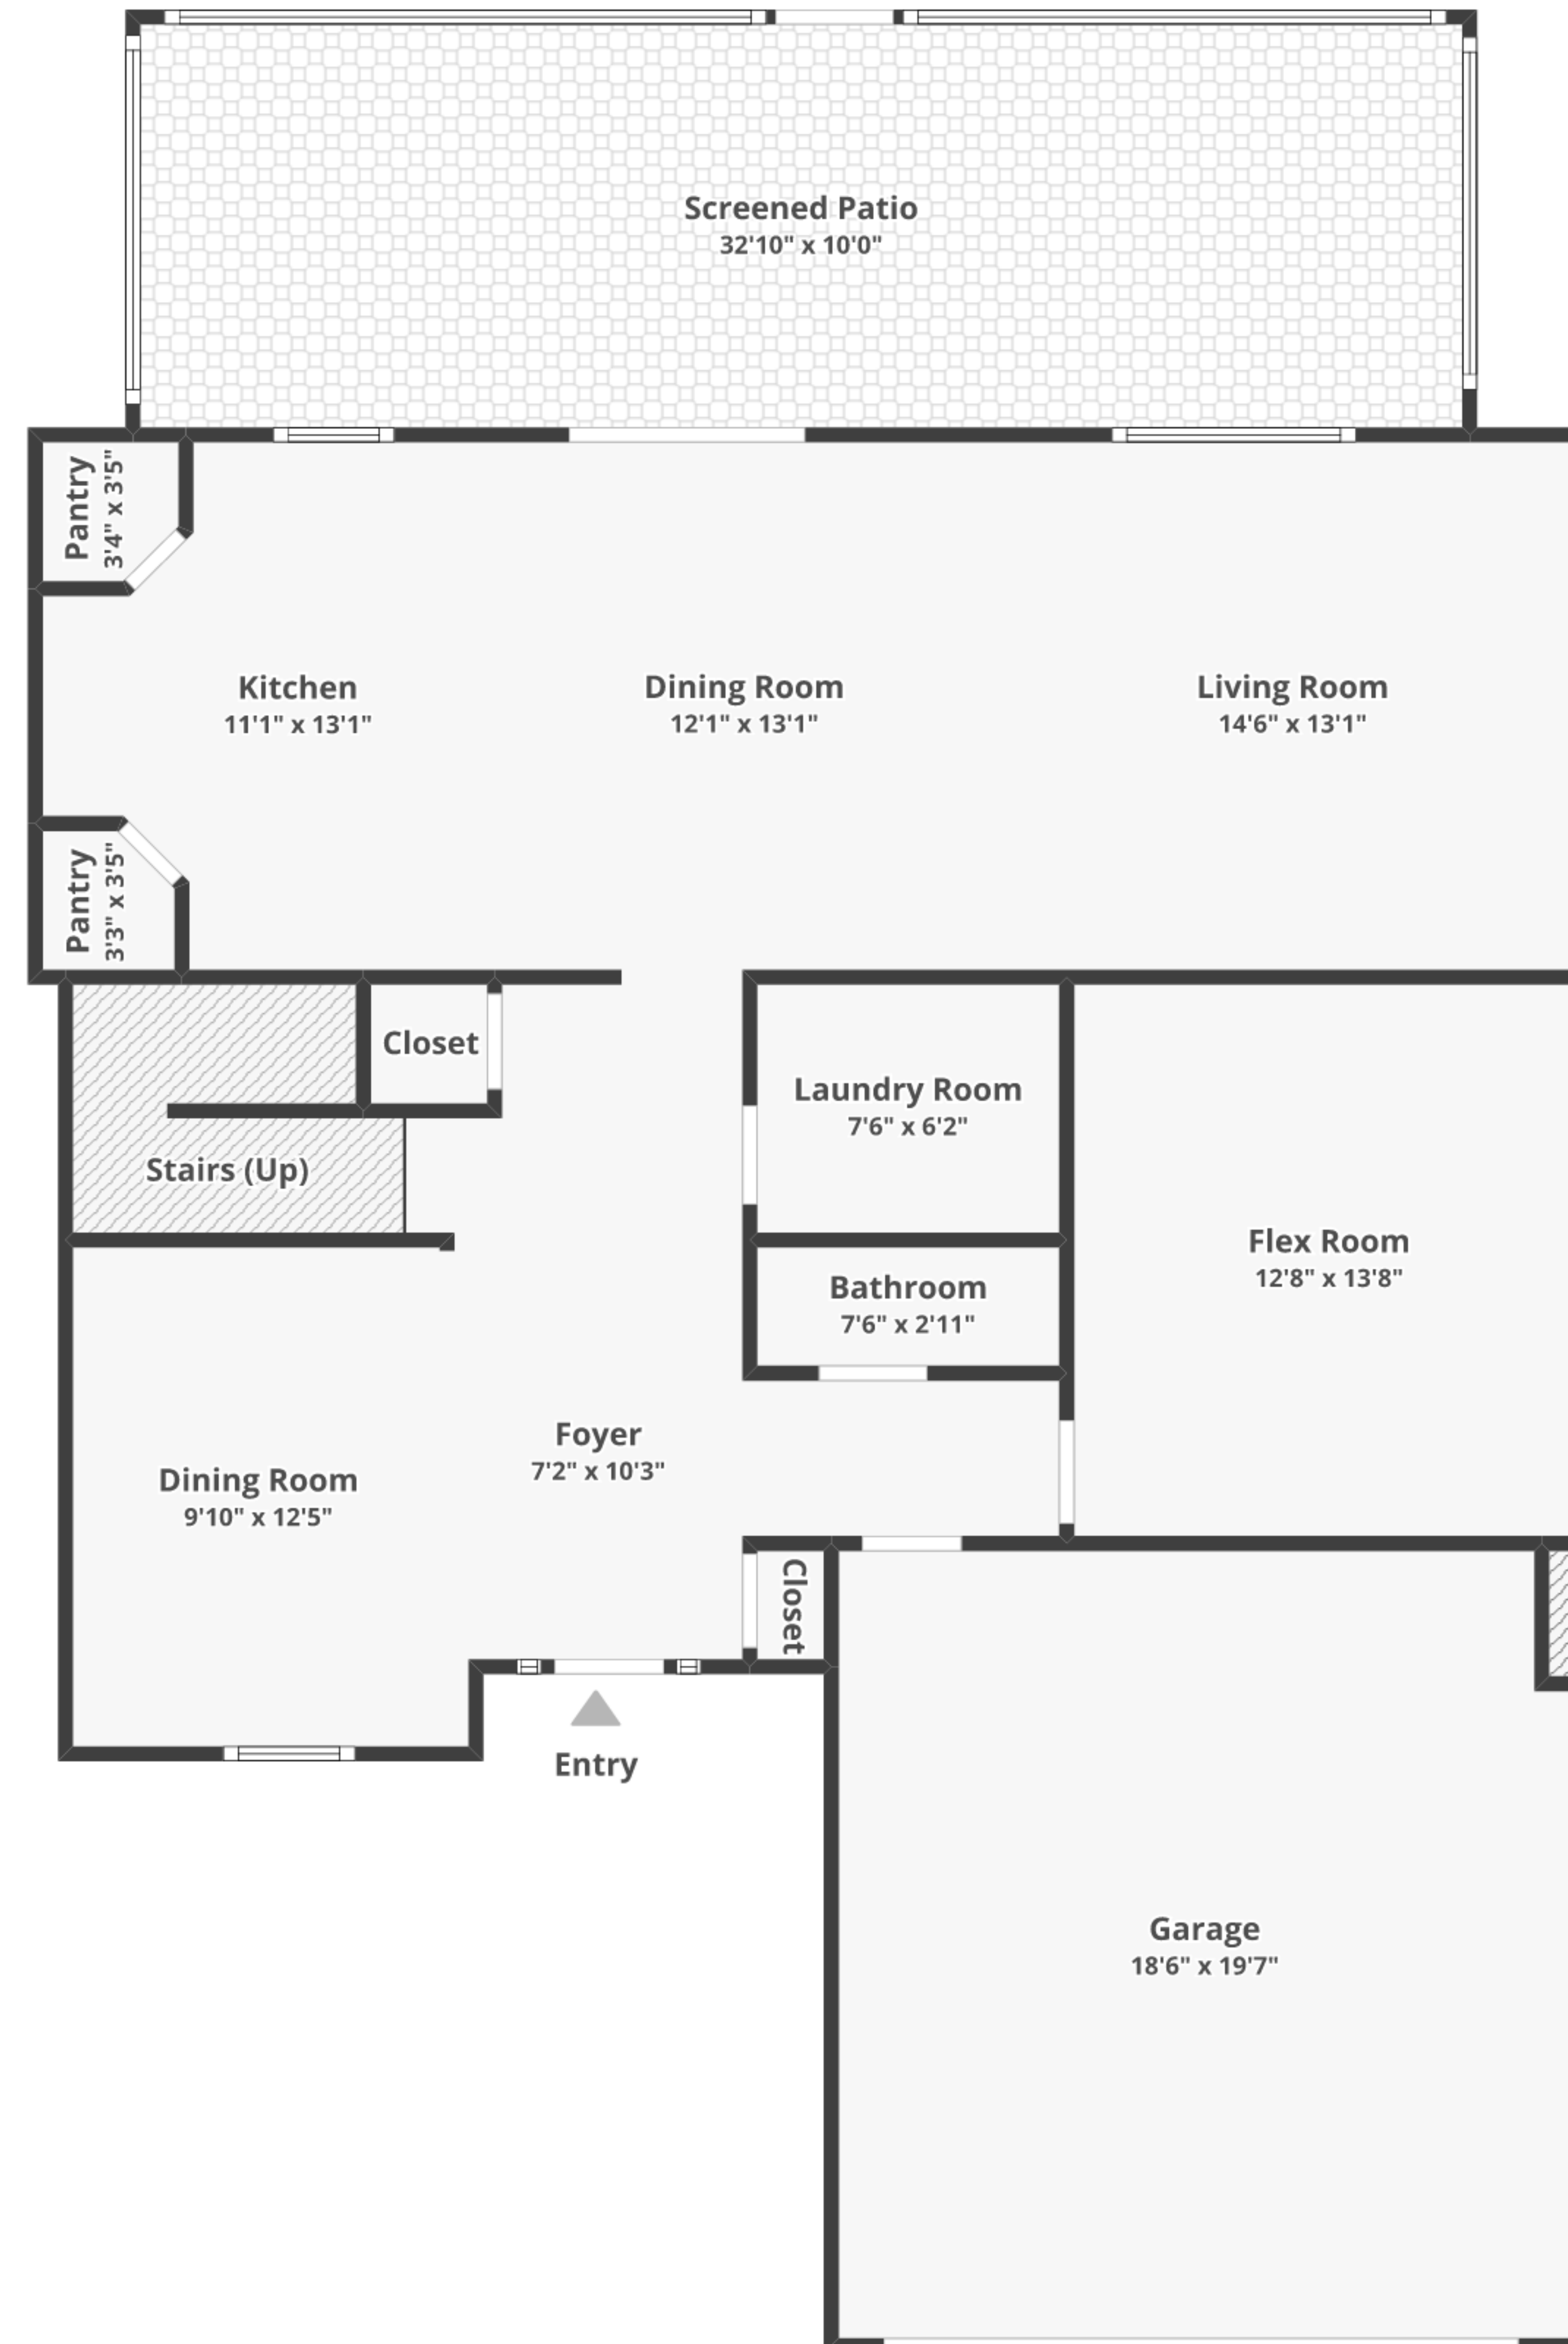 Screened Patio
32'10" x 10'0"
Pantry
3'4" x 3'5"
Kitchen
11'1" x 13'1"
Dining Room
12'1" x 13'1"
Living Room
14'6" x 13'1"
Pantry
3'3" x 3'5"
Closet
Laundry Room
7'6" x 6'2"
Stairs (Up)
Flex Room
12'8" x 13'8"
Bathroom
7'6" x 2'11"
Foyer
7'2" x 10'3"
Dining Room
9'10" x 12'5"
Closet
Entry
Garage
18'6" x 19'7"